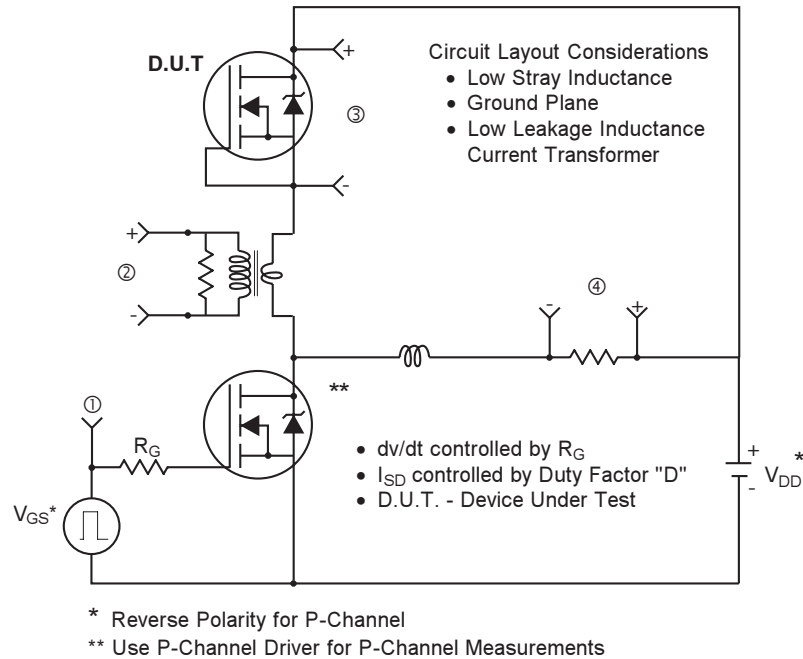 D.U.T
+
③
-
Circuit Layout Considerations
• Low Stray Inductance
• Ground Plane
• Low Leakage Inductance
Current Transformer
+
②
-
④
- +
**
①
R_G
V_GS*
• dv/dt controlled by R_G
• I_SD controlled by Duty Factor "D"
• D.U.T. - Device Under Test
+
-
V_DD*
* Reverse Polarity for P-Channel
** Use P-Channel Driver for P-Channel Measurements